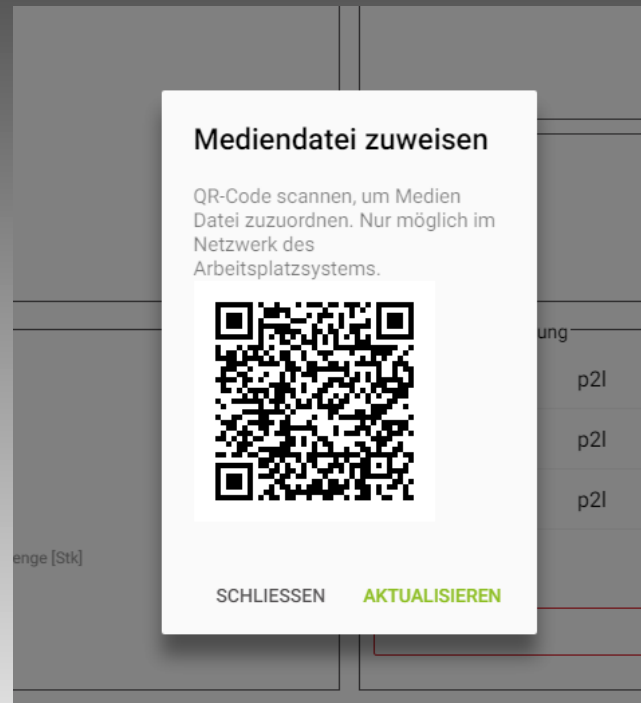 Mediendatei zuweisen
QR-Code scannen, um Medien
Datei zuzuordnen. Nur möglich im
Netzwerk des
Arbeitsplatzsystems.
ung
p2l
p2l
p2l
enge [Stk]
SCHLIESSEN AKTUALISIEREN